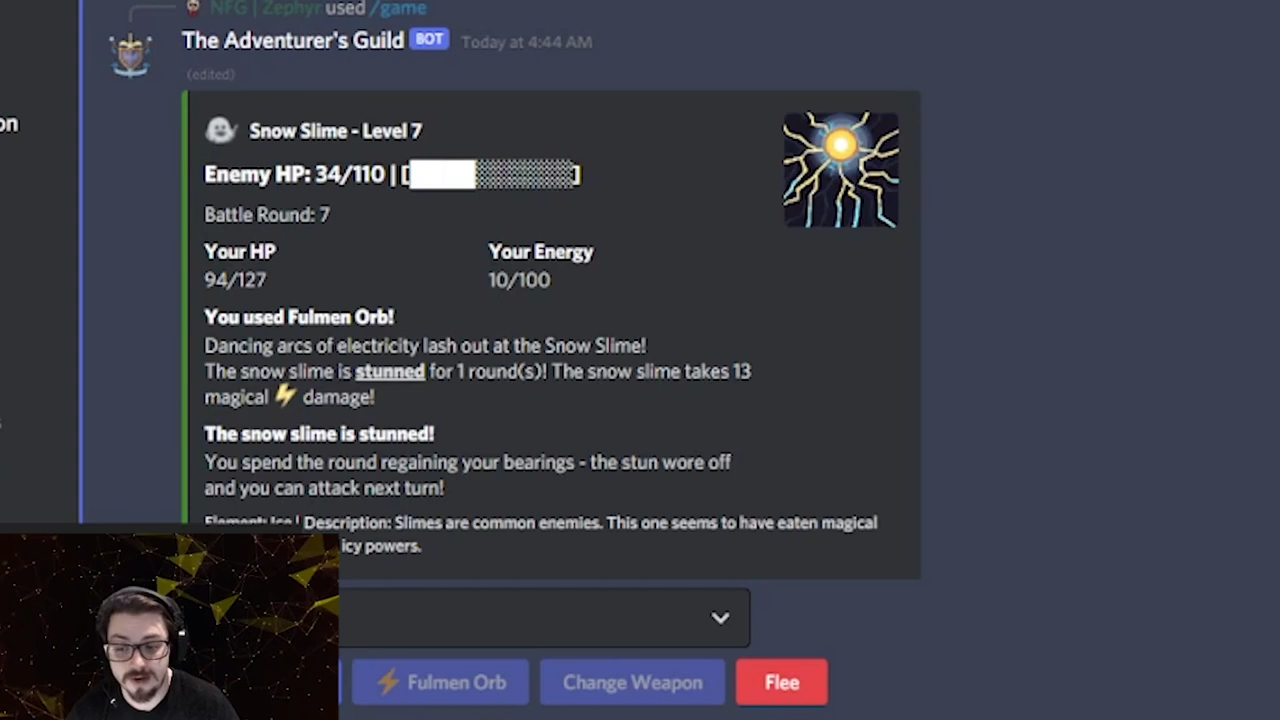 NFG | Zephyr used /game
The Adventurer's Guild BOT Today at 4:44 AM
(edited)
on
Snow Slime - Level 7
Enemy HP: 34/110 | [████▒▒▒▒▒▒]
Battle Round: 7
Your HP Your Energy
94/127 10/100
You used Fulmen Orb!
Dancing arcs of electricity lash out at the Snow Slime!
The snow slime is stunned for 1 round(s)! The snow slime takes 13
magical ⚡ damage!
The snow slime is stunned!
You spend the round regaining your bearings - the stun wore off
and you can attack next turn!
Element: Ice | Description: Slimes are common enemies. This one seems to have eaten magical
icy powers.
⚡ Fulmen Orb Change Weapon Flee